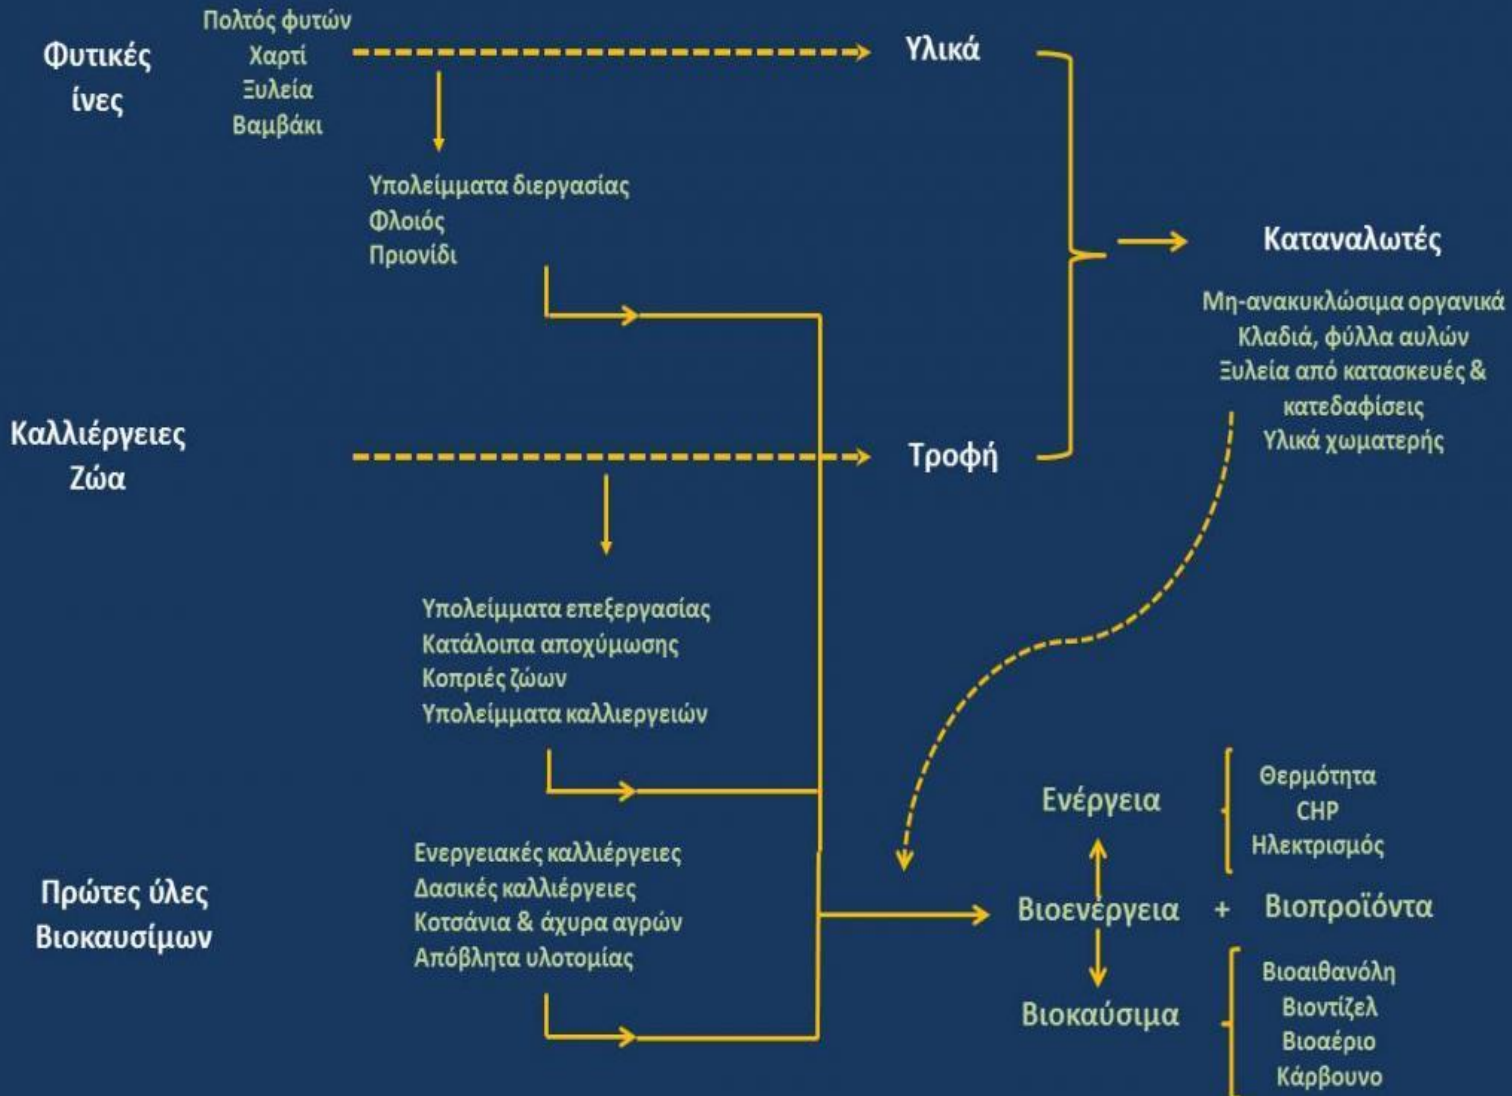 Φυτικές
ίνες
Πολτός φυτών
Χαρτί
Ξυλεία
Βαμβάκι
Υλικά
Υπολείμματα διεργασίας
Φλοιός
Πριονίδι
Καταναλωτές
Μη-ανακυκλώσιμα οργανικά
Κλαδιά, φύλλα αυλών
Ξυλεία από κατασκευές &
κατεδαφίσεις
Υλικά χωματερής
Καλλιέργειες
Ζώα
Τροφή
Υπολείμματα επεξεργασίας
Κατάλοιπα αποχύμωσης
Κοπριές ζώων
Υπολείμματα καλλιεργειών
Πρώτες ύλες
Βιοκαυσίμων
Ενεργειακές καλλιέργειες
Δασικές καλλιέργειες
Κοτσάνια & άχυρα αγρών
Απόβλητα υλοτομίας
Ενέργεια
Θερμότητα
CHP
Ηλεκτρισμός
Βιοενέργεια + Βιοπροϊόντα
Βιοκαύσιμα
Βιοαιθανόλη
Βιοντίζελ
Βιοαέριο
Κάρβουνο